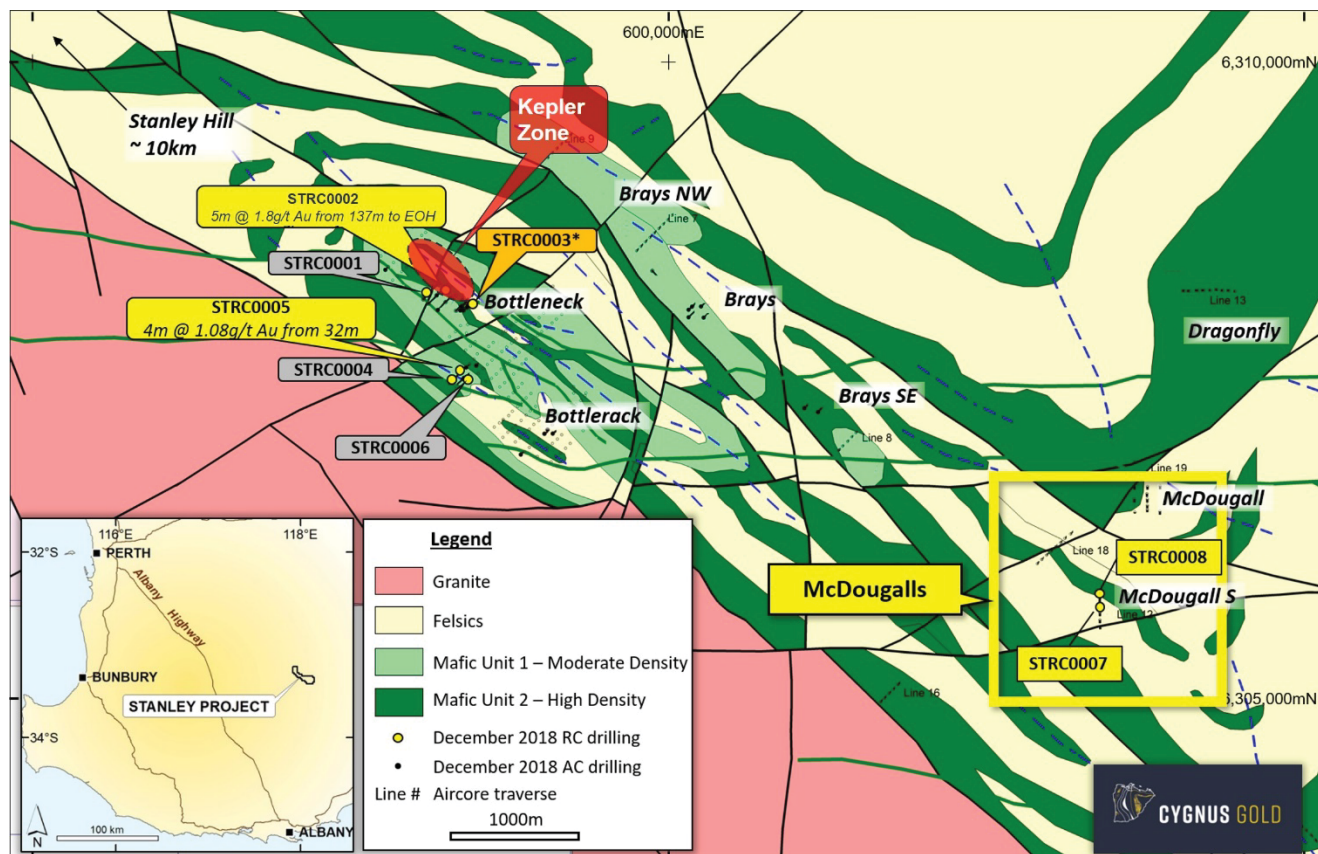 600,000mE
6,310,000mN
Stanley Hill
~ 10km
Kepler
Zone
Line 9
STRC0002
5m @ 1.8g/t Au from 137m to EOH
Brays NW
Line 7
STRC0003*
STRC0001
Bottleneck
STRC0005
4m @ 1.08g/t Au from 32m
Brays
Line 13
Dragonfly
STRC0004
Brays SE
Bottlerack
STRC0006
Line 8
Line 19
McDougall
Line 18
STRC0008
McDougalls
McDougall S
Line 12
STRC0007
Line 16
6,305,000mN
116°E
118°E
32°S
PERTH
Albany
Highway
BUNBURY
STANLEY PROJECT
34°S
ALBANY
100 km
N
Legend
Granite
Felsics
Mafic Unit 1 – Moderate Density
Mafic Unit 2 – High Density
December 2018 RC drilling
December 2018 AC drilling
Line # Aircore traverse
1000m
CYGNUS GOLD